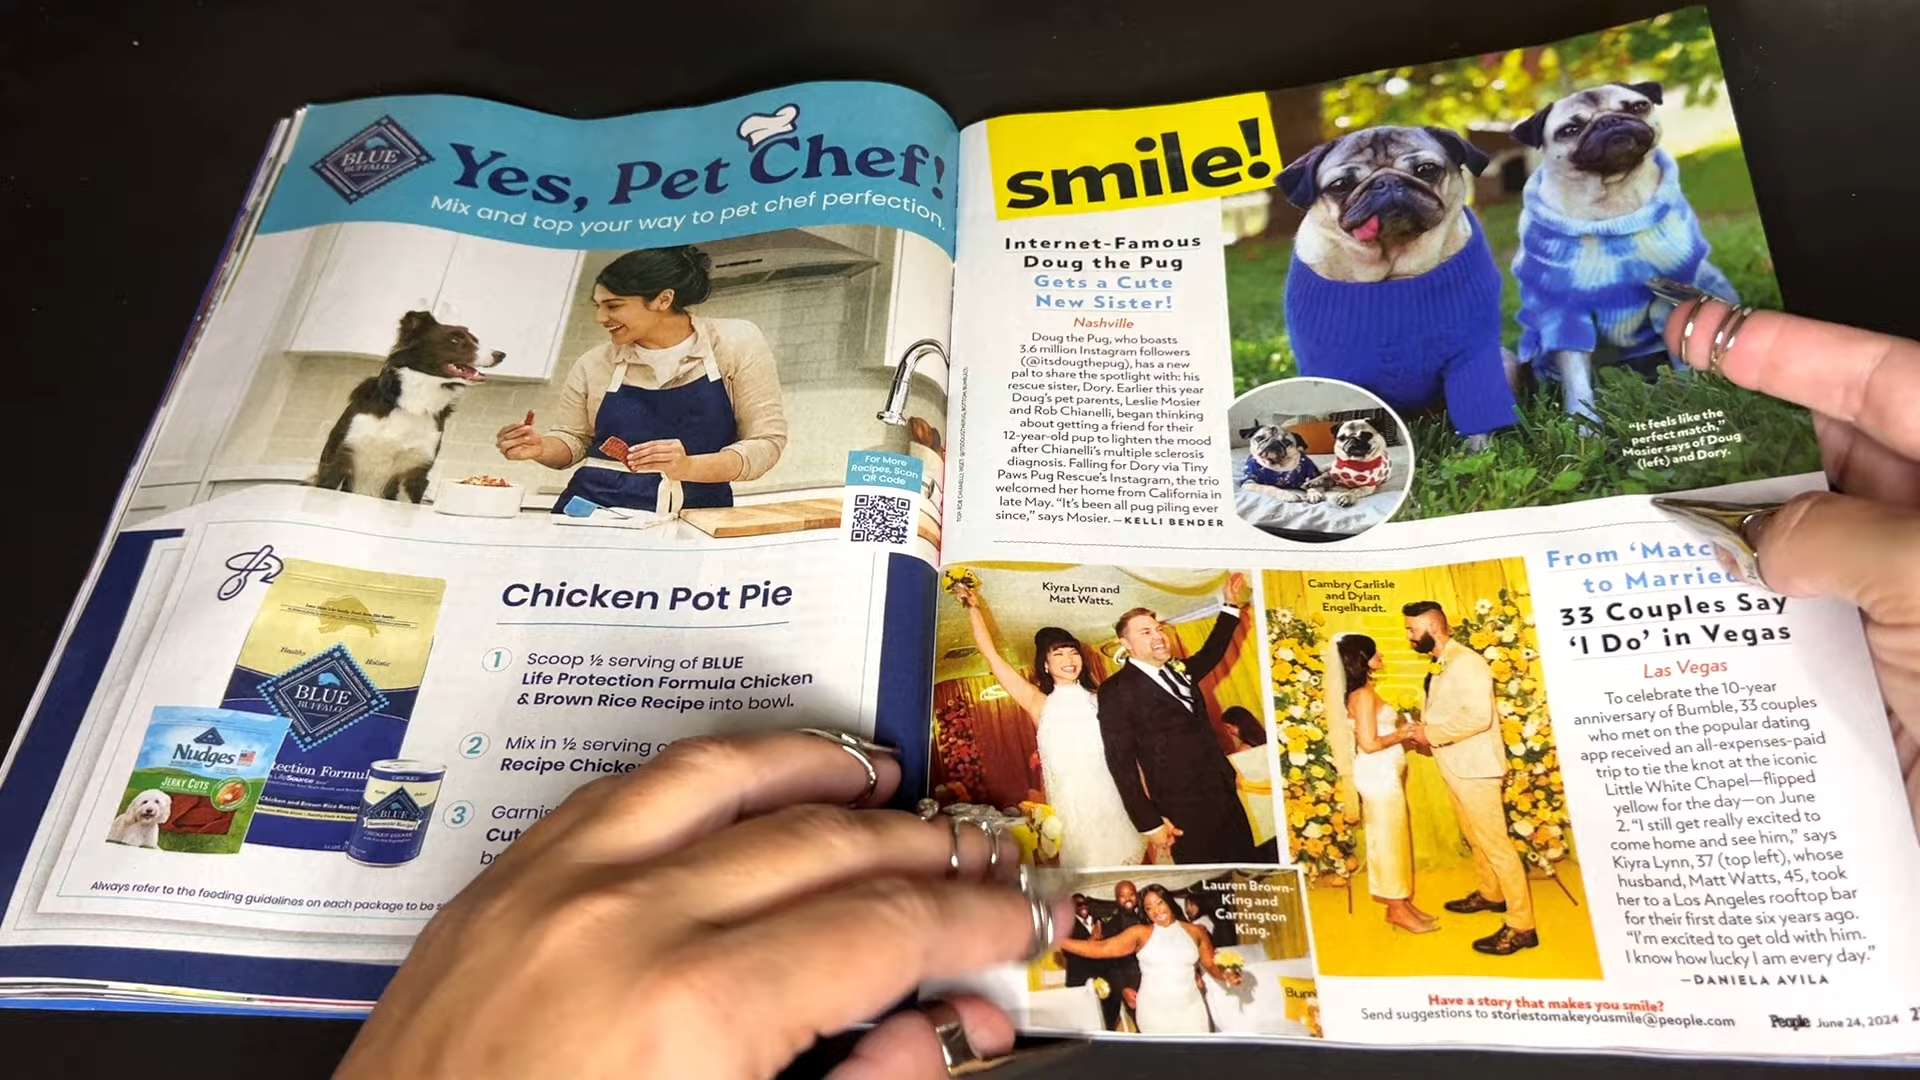 BLUE
BUFFALO
Yes, Pet Chef!
Mix and top your way to pet chef perfection.
For More
Recipes, Scan
QR Code
Chicken Pot Pie
1 Scoop ½ serving of BLUE
Life Protection Formula Chicken
& Brown Rice Recipe into bowl.
2 Mix in ½ serving
Recipe
3
Cut
Healthy
Holistic
BLUE
BUFFALO
Nudges
JERKY CUTS
Chicken and Brown Rice
BLUE
BUFFALO
Always refer to the feeding guidelines on each package to be
smile!
Internet-Famous
Doug the Pug
Gets a Cute
New Sister!
Nashville
Doug the Pug, who boasts
3.6 million Instagram followers
(@itsdougthepug), has a new
pal to share the spotlight with: his
rescue sister, Dory. Earlier this year
Doug's pet parents, Leslie Mosier
and Rob Chianelli, began thinking
about getting a friend for their
12-year-old pup to lighten the mood
after Chianelli's multiple sclerosis
diagnosis. Falling for Dory via Tiny
Paws Pug Rescue's Instagram, the trio
welcomed her home from California in
late May. "It's been all pug piling ever
since," says Mosier. —KELLI BENDER
"It feels like the
perfect match,"
Mosier says of Doug
(left) and Dory.
Kiyra Lynn and
Matt Watts.
Cambry Carlisle
and Dylan
Engelhardt.
Lauren Brown-
King and
Carrington
King.
From
to Married
33 Couples Say
'I Do' in Vegas
Las Vegas
To celebrate the 10-year
anniversary of Bumble, 33 couples
who met on the popular dating
app received an all-expenses-paid
trip to tie the knot at the iconic
Little White Chapel—flipped
yellow for the day—on June
2. "I still get really excited to
come home and see him," says
Kiyra Lynn, 37 (top left), whose
husband, Matt Watts, 45, took
her to a Los Angeles rooftop bar
for their first date six years ago.
"I'm excited to get old with him.
I know how lucky I am every day."
—DANIELA AVILA
Have a story that makes you smile?
Send suggestions to storiestomakeyousmile@people.com
People June 24, 2024